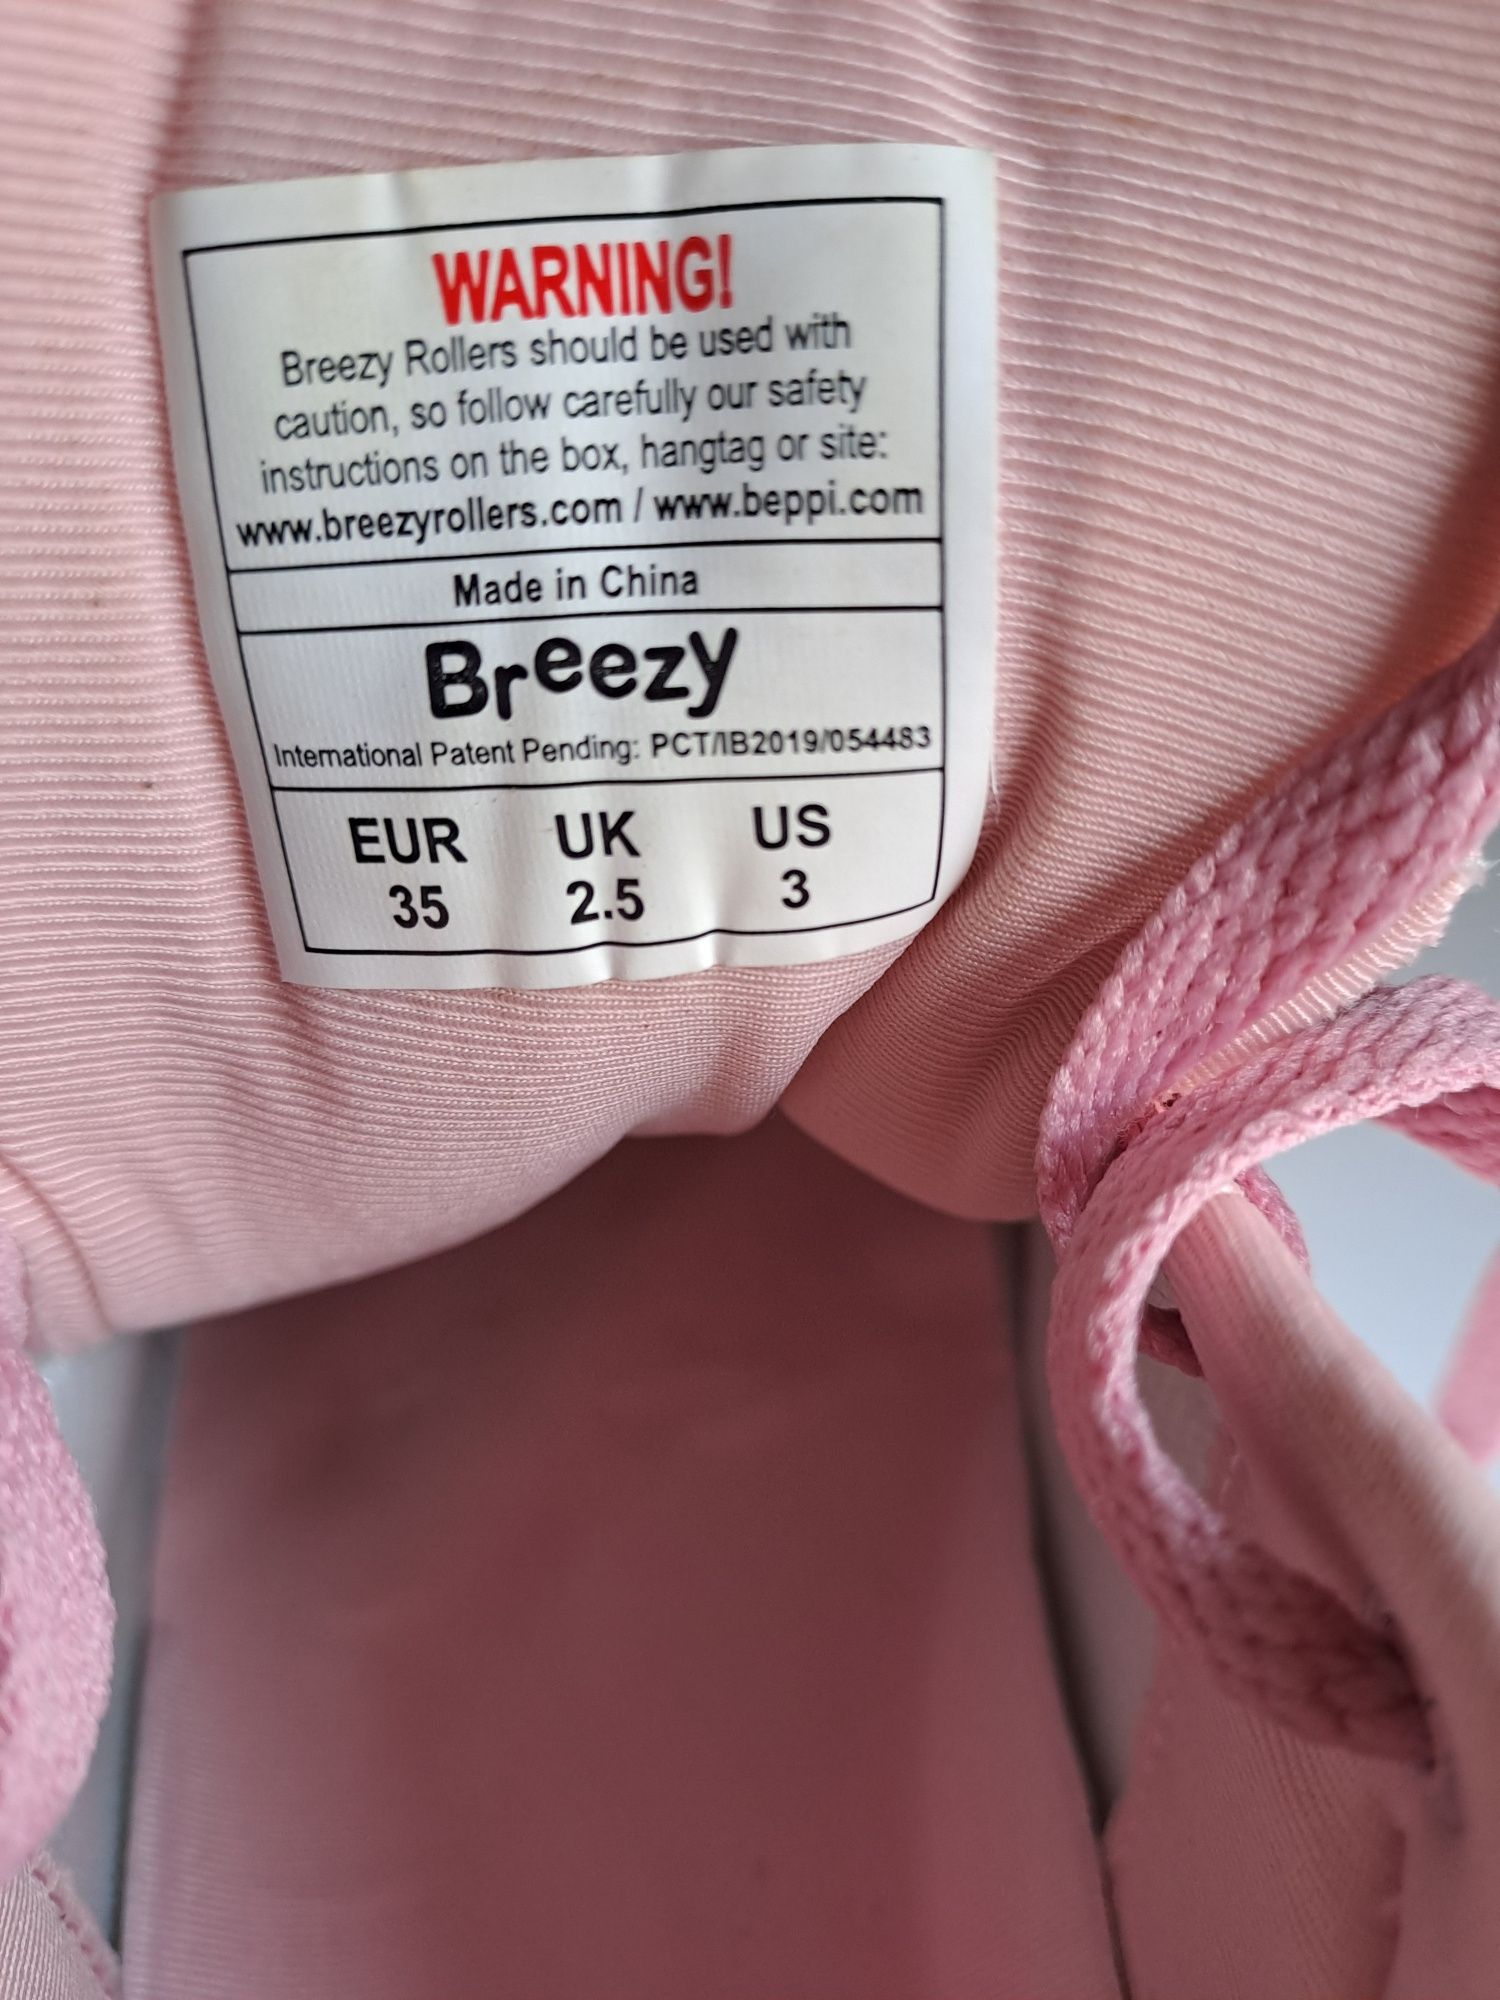 WARNING!
Breezy Rollers should be used with
caution, so follow carefully our safety
instructions on the box, hangtag or site:
www.breezyrollers.com / www.beppi.com
Made in China
Breezy
International Patent Pending: PCT/IB2019/054483
EUR UK US
35 2.5 3